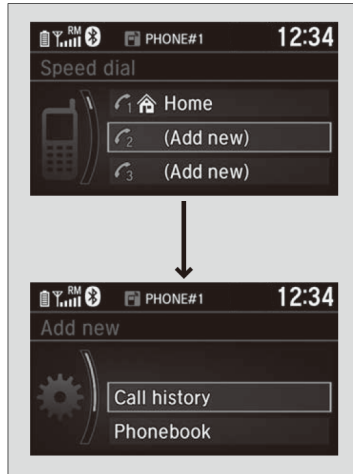 RM PHONE#1 12:34
Speed dial
1 Home
2 (Add new)
3 (Add new)
RM PHONE#1 12:34
Add new
Call history
Phonebook